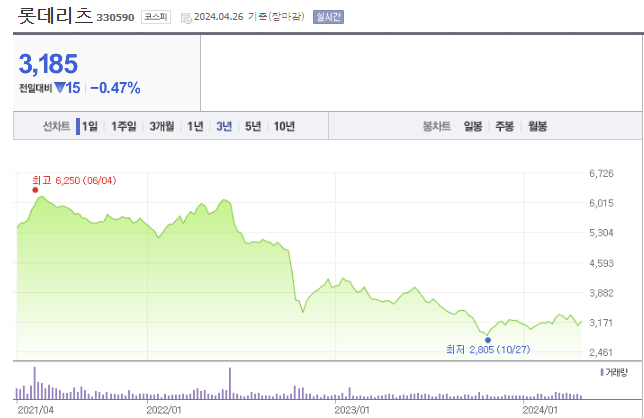 롯데리츠 330590 코스피 2024.04.26 기준(장마감) 실시간
3,185
전일대비 ▼15 -0.47%
선차트 1일 1주일 3개월 1년 3년 5년 10년 봉차트 일봉 주봉 월봉
최고 6,250 (06/04)
6,726
6,015
5,304
4,593
3,882
3,171
2,461
최저 2,805 (10/27)
거래량
2021/04 2022/01 2023/01 2024/01